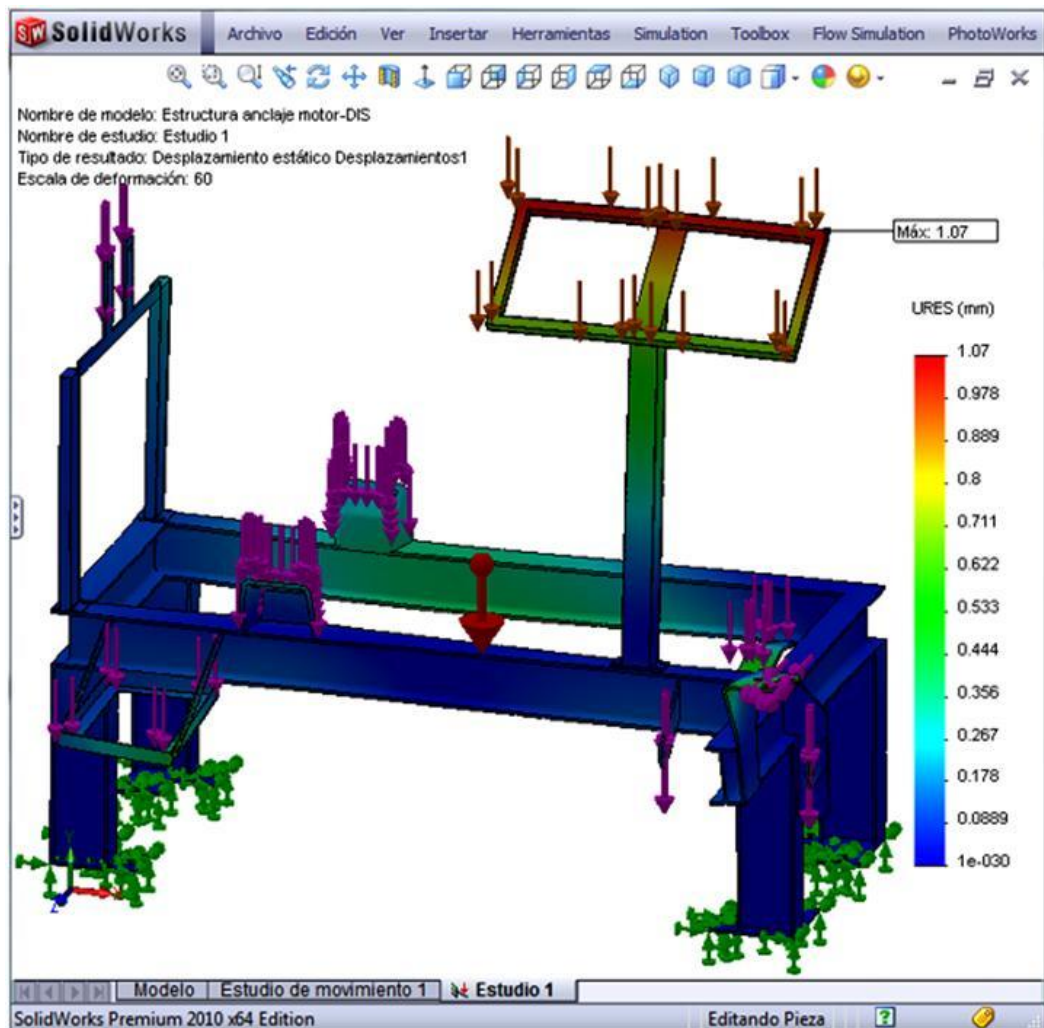 SW SolidWorks Archivo Edición Ver Insertar Herramientas Simulation Toolbox Flow Simulation PhotoWorks
Nombre de modelo: Estructura anclaje motor-DIS
Nombre de estudio: Estudio 1
Tipo de resultado: Desplazamiento estático Desplazamientos1
Escala de deformación: 60
Máx: 1.07
URES (mm)
1.07
0.978
0.889
0.8
0.711
0.622
0.533
0.444
0.356
0.267
0.178
0.0889
1e-030
Y
Z
Modelo Estudio de movimiento 1 Estudio 1
SolidWorks Premium 2010 x64 Edition Editando Pieza ?